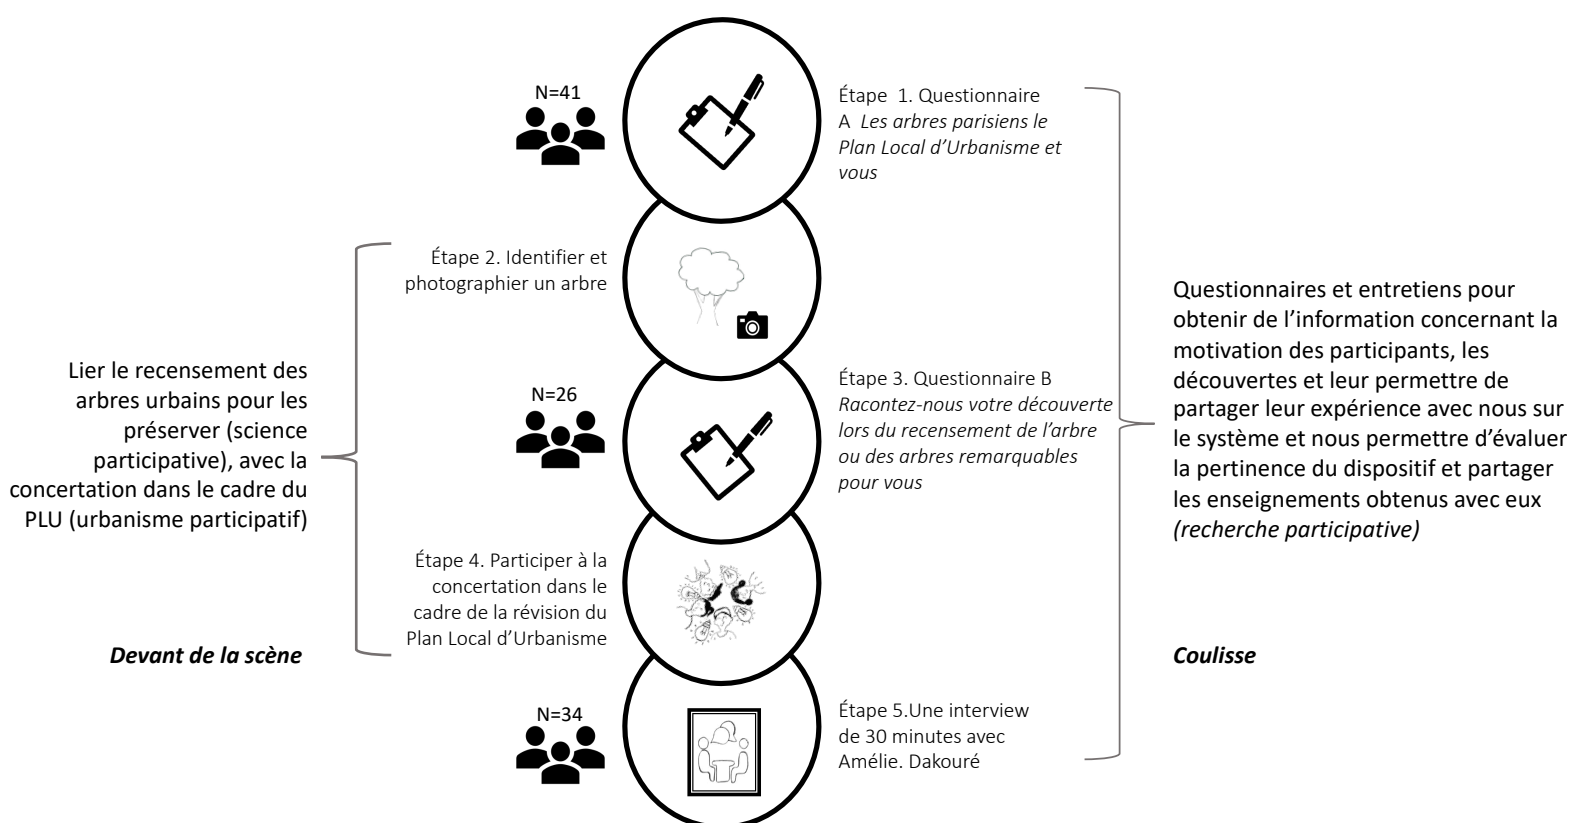 N=41
Étape 1. Questionnaire
A Les arbres parisiens le
Plan Local d’Urbanisme et
vous
Étape 2. Identifier et
photographier un arbre
Lier le recensement des
arbres urbains pour les
préserver (science
participative), avec la
concertation dans le cadre du
PLU (urbanisme participatif)
N=26
Étape 3. Questionnaire B
Racontez-nous votre découverte
lors du recensement de l’arbre
ou des arbres remarquables
pour vous
Questionnaires et entretiens pour
obtenir de l’information concernant la
motivation des participants, les
découvertes et leur permettre de
partager leur expérience avec nous sur
le système et nous permettre d’évaluer
la pertinence du dispositif et partager
les enseignements obtenus avec eux
(recherche participative)
Étape 4. Participer à la
concertation dans le
cadre de la révision du
Plan Local d’Urbanisme
Devant de la scène
Coulisse
N=34
Étape 5.Une interview
de 30 minutes avec
Amélie. Dakouré